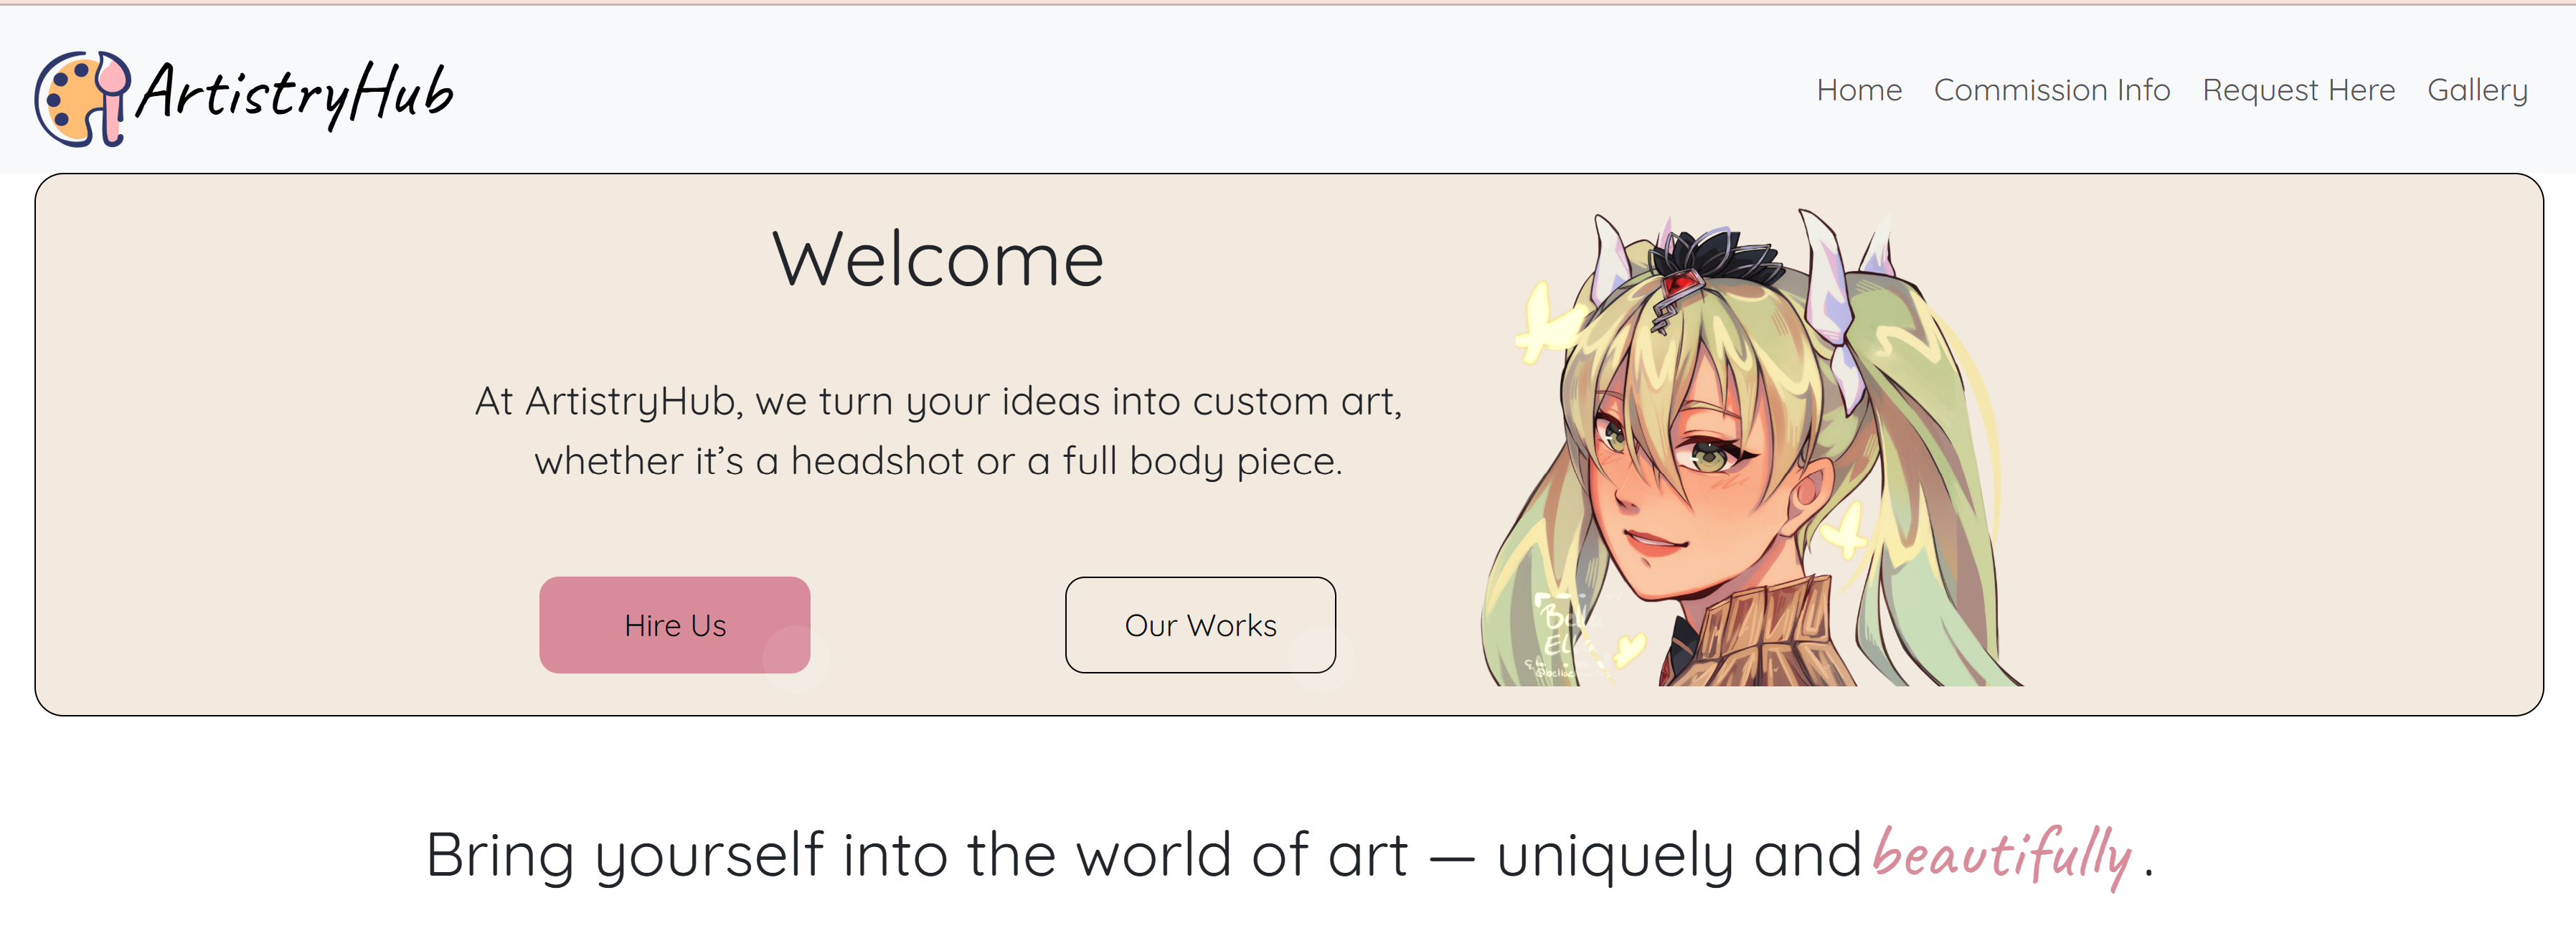 ArtistryHub
Home Commission Info Request Here Gallery
Welcome
At ArtistryHub, we turn your ideas into custom art,
whether it’s a headshot or a full body piece.
Hire Us Our Works
Bring yourself into the world of art — uniquely and beautifully .